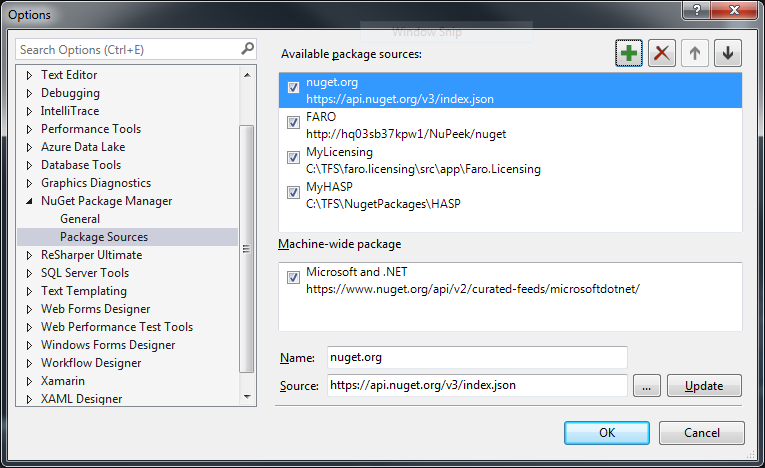 Options
Window Snip
Search Options (Ctrl+E)
Text Editor
Debugging
IntelliTrace
Performance Tools
Azure Data Lake
Database Tools
Graphics Diagnostics
NuGet Package Manager
General
Package Sources
ReSharper Ultimate
SQL Server Tools
Text Templating
Web Forms Designer
Web Performance Test Tools
Windows Forms Designer
Workflow Designer
Xamarin
XAML Designer
Available package sources:
nuget.org
https://api.nuget.org/v3/index.json
FARO
http://hq03sb37kpw1/NuPeek/nuget
MyLicensing
C:\TFS\faro.licensing\src\app\Faro.Licensing
MyHASP
C:\TFS\NugetPackages\HASP
Machine-wide package
Microsoft and .NET
https://www.nuget.org/api/v2/curated-feeds/microsoftdotnet/
Name: nuget.org
Source: https://api.nuget.org/v3/index.json ... Update
OK Cancel